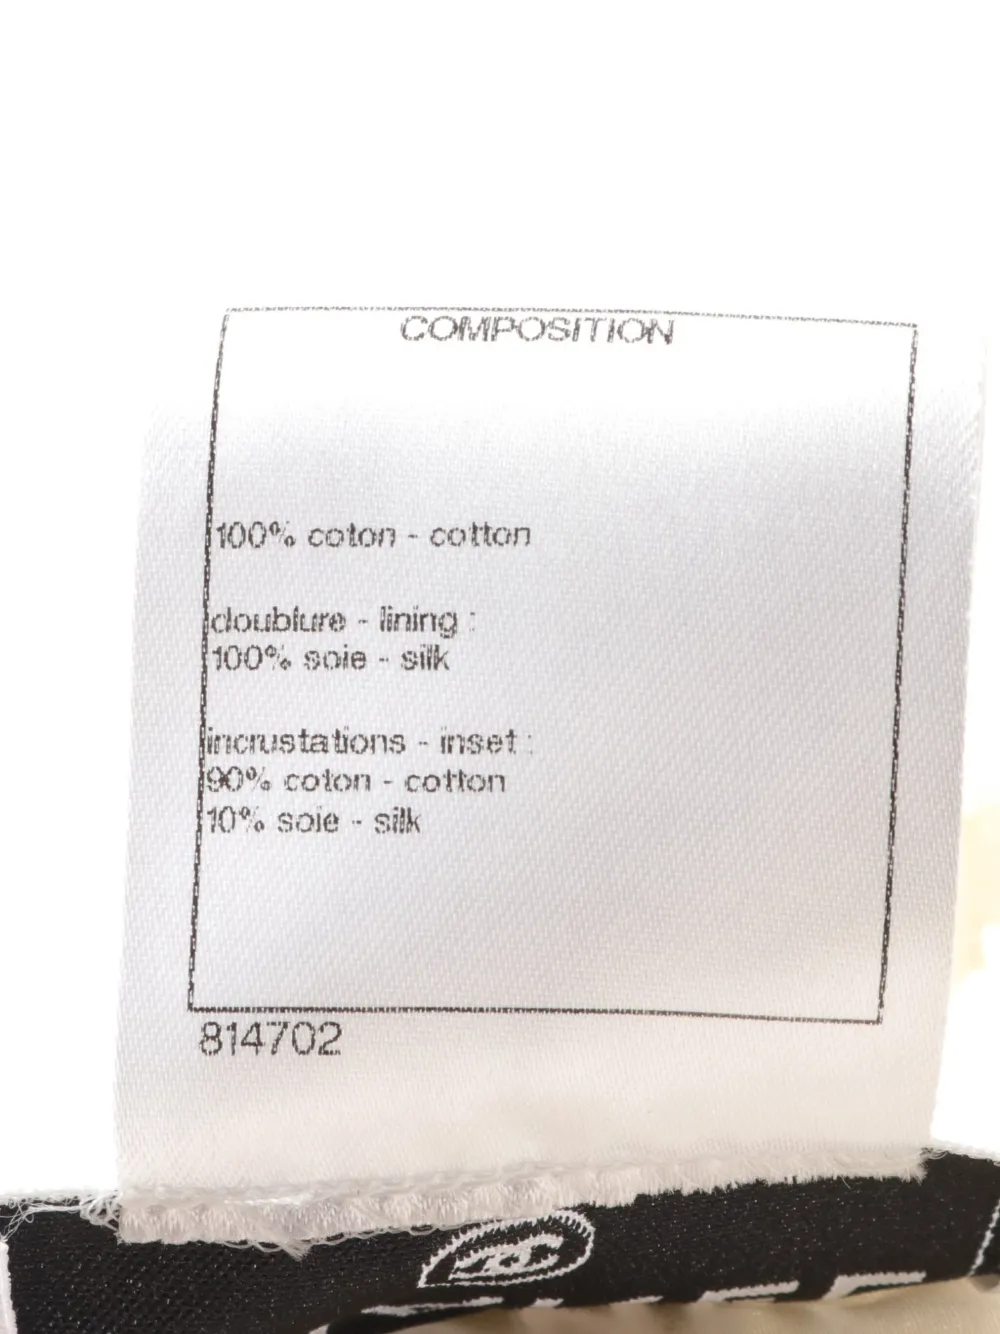 COMPOSITION
100% coton - cotton
doublure - lining :
100% soie - silk
incrustations - inset :
90% coton - cotton
10% soie - silk
814702